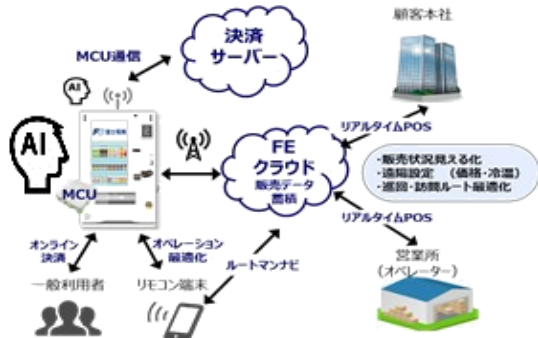 顧客本社
決済
サーバー
MCU通信
AI
AI
富士電機
MCU
リアルタイムPOS
FE
クラウド
販売データ
蓄積
・販売状況見える化
・遠隔設定 (価格・冷温)
・巡回・訪問ルート最適化
リアルタイムPOS
オンライン
決済
オペレーション
最適化
ルートマンナビ
営業所
(オペレーター)
一般利用者
リモコン端末